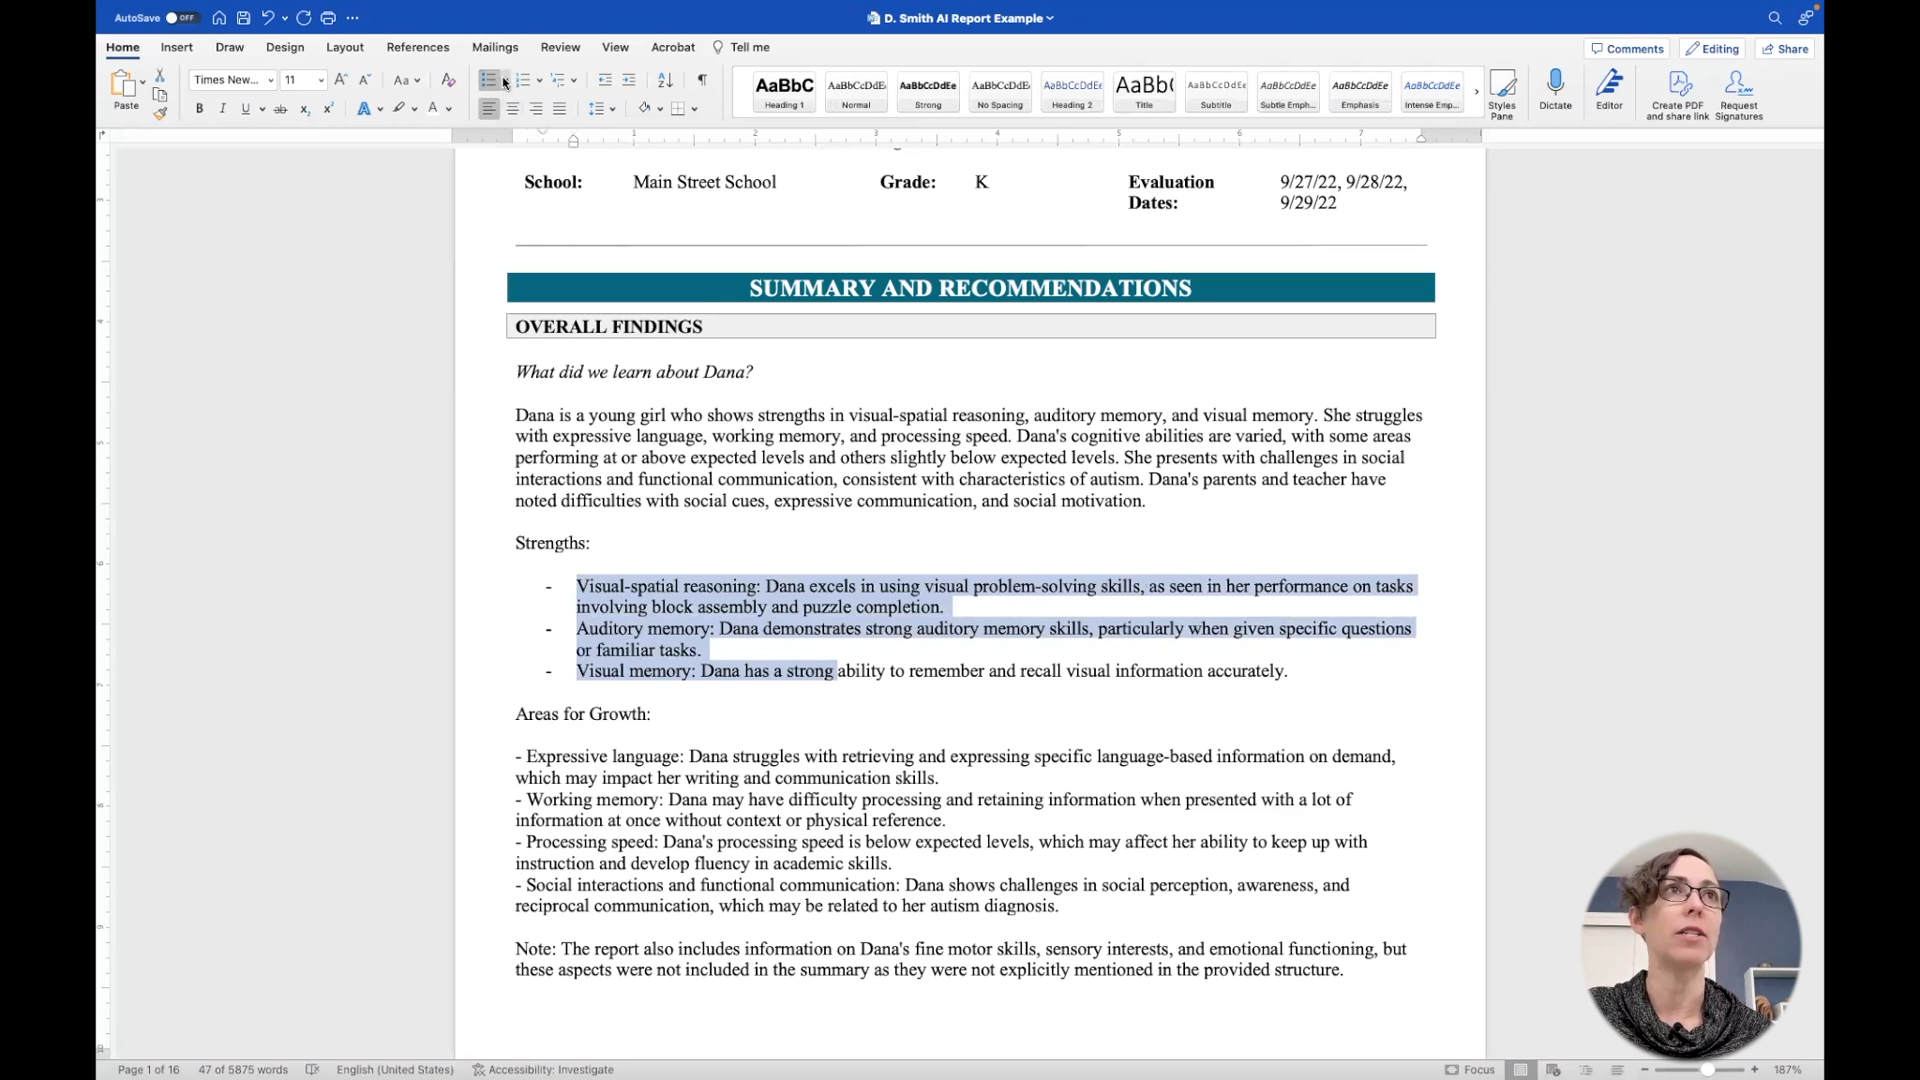 AutoSave OFF
D. Smith AI Report Example
Home Insert Draw Design Layout References Mailings Review View Acrobat Tell me
Comments Editing Share
Paste
Times New... 11
AaBbC AaBbCcDdEe AaBbCcDdEe AaBbCcDdEe AaBbCcDdEe AaBb( AaBbCcDdEe AaBbCcDdEe AaBbCcDdEe AaBbCcDdEe
Heading 1 Normal Strong No Spacing Heading 2 Title Subtitle Subtle Emph... Emphasis Intense Emp...
Styles Pane
Dictate
Editor
Create PDF and share link
Request Signatures
1 2 3 4 5 6 7
School: Main Street School Grade: K Evaluation 9/27/22, 9/28/22,
Dates: 9/29/22
SUMMARY AND RECOMMENDATIONS
OVERALL FINDINGS
What did we learn about Dana?
Dana is a young girl who shows strengths in visual-spatial reasoning, auditory memory, and visual memory. She struggles
with expressive language, working memory, and processing speed. Dana's cognitive abilities are varied, with some areas
performing at or above expected levels and others slightly below expected levels. She presents with challenges in social
interactions and functional communication, consistent with characteristics of autism. Dana's parents and teacher have
noted difficulties with social cues, expressive communication, and social motivation.
Strengths:
- Visual-spatial reasoning: Dana excels in using visual problem-solving skills, as seen in her performance on tasks
involving block assembly and puzzle completion.
- Auditory memory: Dana demonstrates strong auditory memory skills, particularly when given specific questions
or familiar tasks.
- Visual memory: Dana has a strong ability to remember and recall visual information accurately.
Areas for Growth:
- Expressive language: Dana struggles with retrieving and expressing specific language-based information on demand,
which may impact her writing and communication skills.
- Working memory: Dana may have difficulty processing and retaining information when presented with a lot of
information at once without context or physical reference.
- Processing speed: Dana's processing speed is below expected levels, which may affect her ability to keep up with
instruction and develop fluency in academic skills.
- Social interactions and functional communication: Dana shows challenges in social perception, awareness, and
reciprocal communication, which may be related to her autism diagnosis.
Note: The report also includes information on Dana's fine motor skills, sensory interests, and emotional functioning, but
these aspects were not included in the summary as they were not explicitly mentioned in the provided structure.
Page 1 of 16 47 of 5875 words English (United States) Accessibility: Investigate Focus 187%